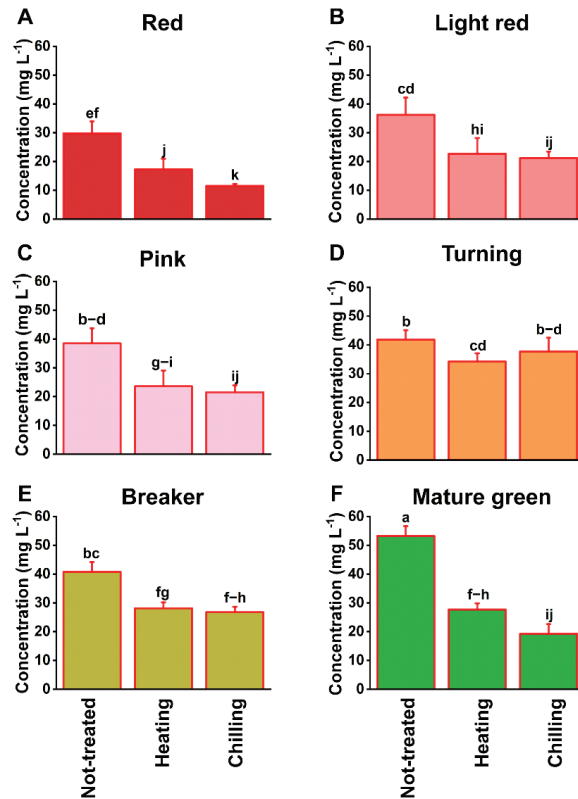 A
Red
Concentration (mg L-1)
60
50
40
30
20
10
0
ef
j
k
B
Light red
Concentration (mg L-1)
60
50
40
30
20
10
0
cd
hi
ij
C
Pink
Concentration (mg L-1)
60
50
40
30
20
10
0
b−d
g−i
ij
D
Turning
Concentration (mg L-1)
60
50
40
30
20
10
0
b
cd
b−d
E
Breaker
Concentration (mg L-1)
60
50
40
30
20
10
0
bc
fg
f−h
Not-treated
Heating
Chilling
F
Mature green
Concentration (mg L-1)
60
50
40
30
20
10
0
a
f−h
ij
Not-treated
Heating
Chilling